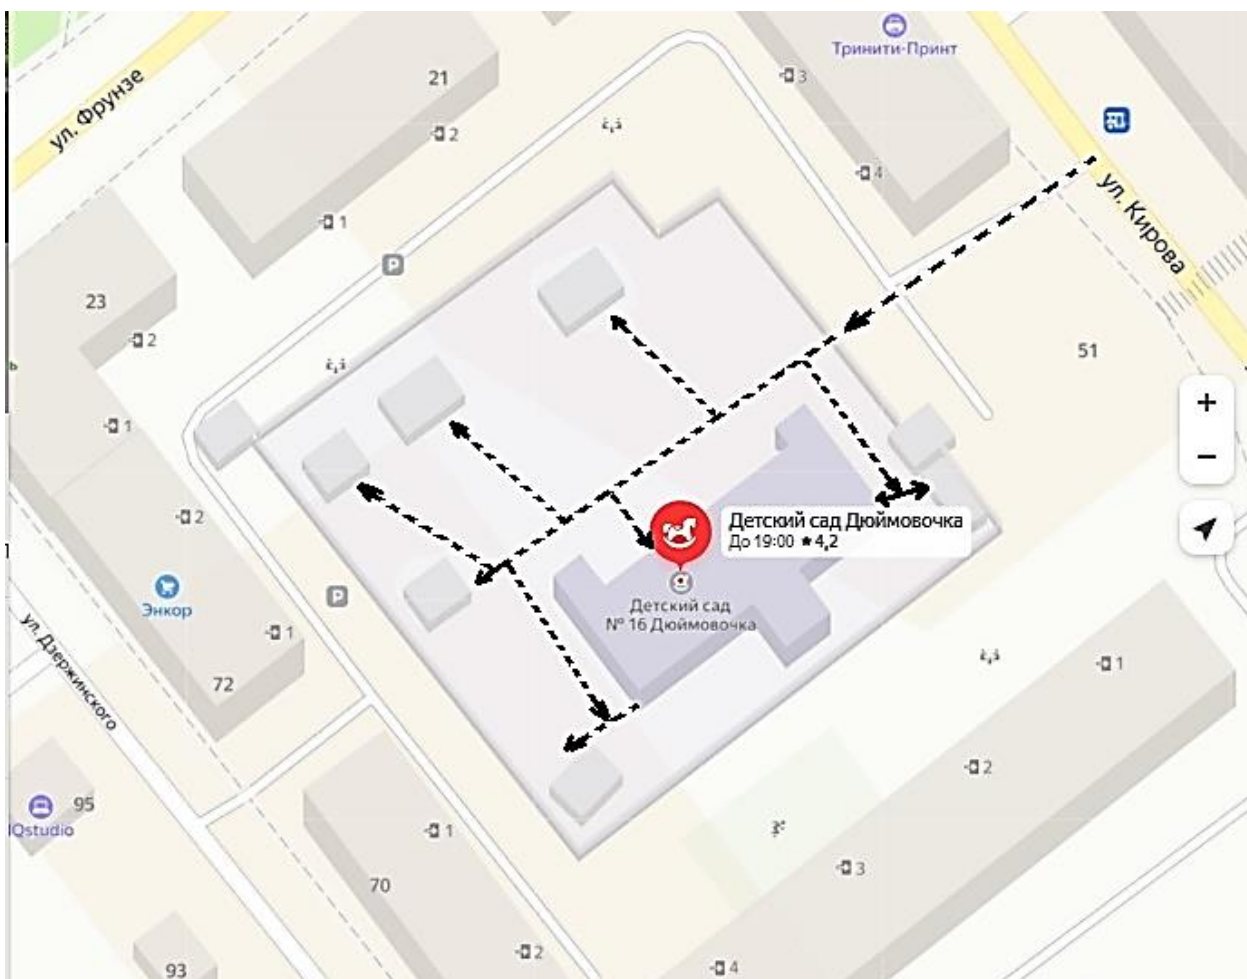 Тринити-Принт
ул. Фрунзе
21
3
2
4
ул. Кирова
1
P
23
2
51
1
+
−
2
Детский сад Дюймовочка
До 19:00 ★ 4,2
Энкор
P
Детский сад
№ 16 Дюймовочка
1
ул. Дзержинского
1
72
2
95
IQstudio
1
3
70
2
4
93